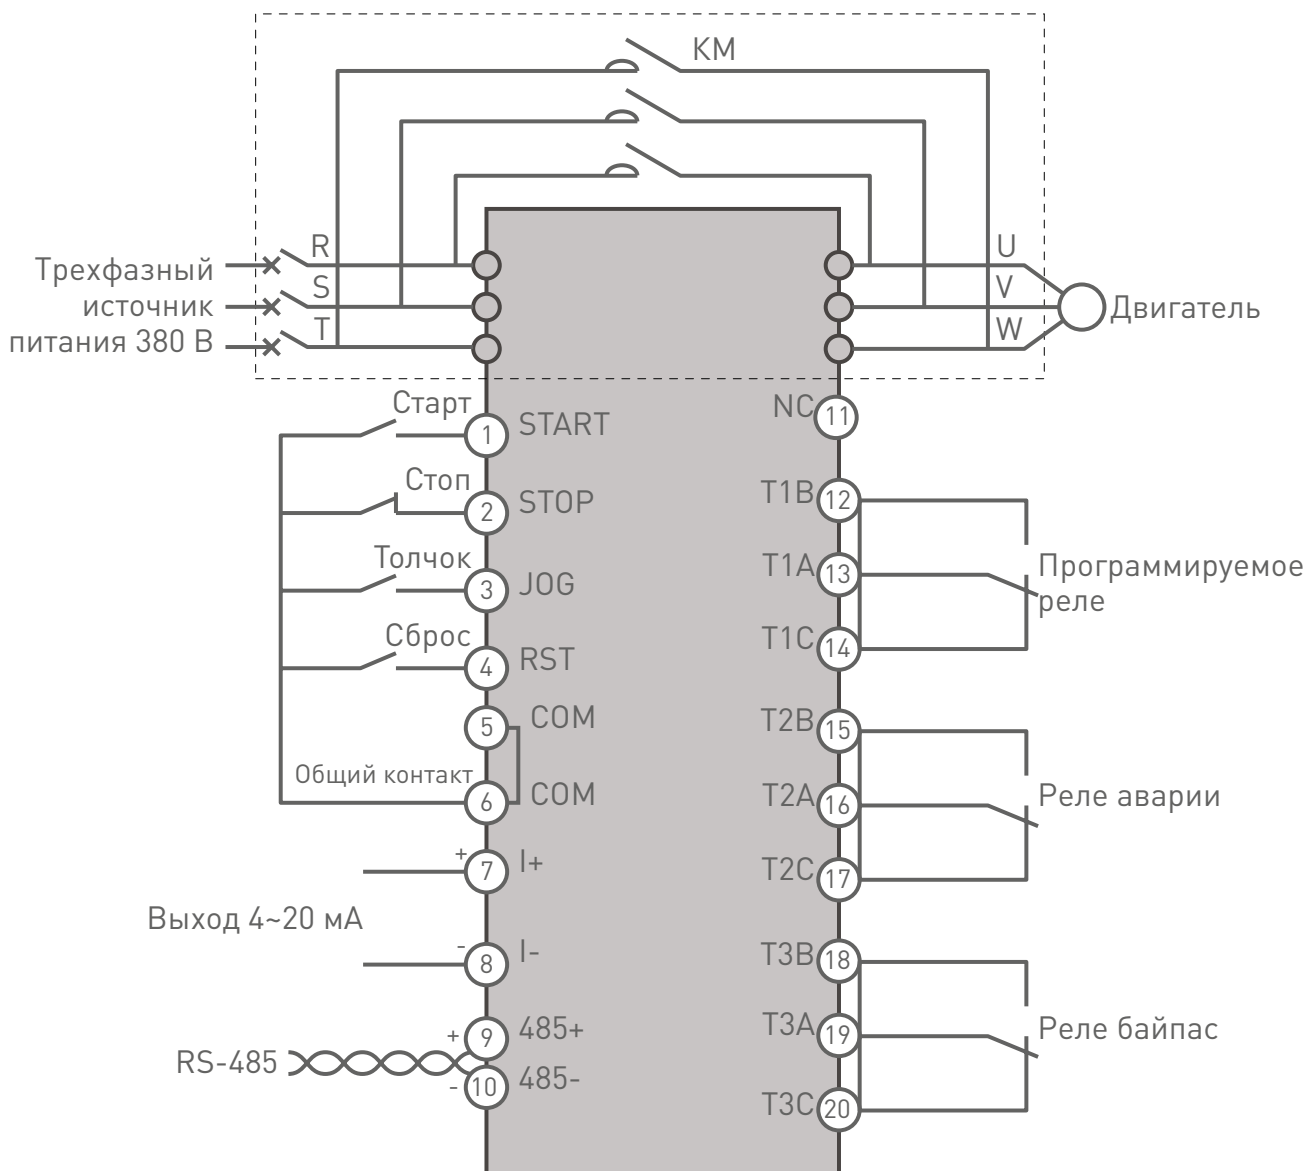 KM
R
S
T
Трехфазный
источник
питания 380 В
U
V
W
Двигатель
Старт
1 START
Стоп
2 STOP
Толчок
3 JOG
Сброс
4 RST
5 COM
Общий контакт
6 COM
+ 7 I+
Выход 4~20 мА
- 8 I-
RS-485
+ 9 485+
- 10 485-
NC 11
T1B 12
T1A 13
T1C 14
Программируемое
реле
T2B 15
T2A 16
T2C 17
Реле аварии
T3B 18
T3A 19
T3C 20
Реле байпас